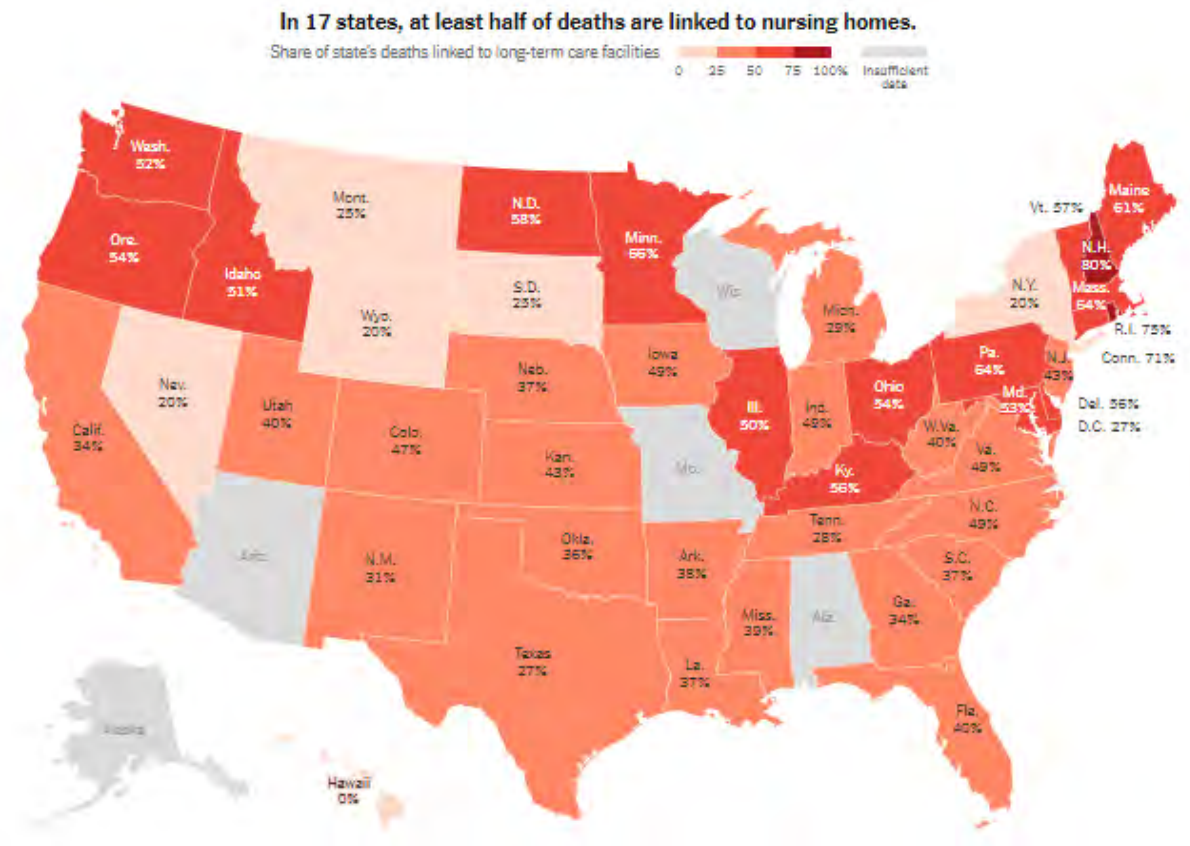 In 17 states, at least half of deaths are linked to nursing homes.
Share of state's deaths linked to long-term care facilities
0 25 50 75 100%
Insufficient
data
Wash.
52%
Mont.
25%
N.D.
58%
Minn.
66%
Vt. 57%
Maine
61%
Ore.
54%
Idaho
51%
N.H.
80%
S.D.
25%
Wis.
N.Y.
20%
Mass.
64%
Wyo.
20%
Mich.
29%
R.I. 75%
Conn. 71%
Iowa
49%
Pa.
64%
N.J.
43%
Neb.
37%
Nev.
20%
Ohio
54%
Md.
53%
Del. 56%
D.C. 27%
Utah
40%
Ill.
50%
Ind.
49%
W.Va.
40%
Calif.
34%
Colo.
47%
Va.
49%
Kan.
43%
Mo.
Ky.
56%
N.C.
49%
Tenn.
28%
Okla.
36%
Ariz.
N.M.
31%
Ark.
38%
S.C.
37%
Ga.
34%
Miss.
39%
Ala.
Texas
27%
La.
37%
Fla.
40%
Alaska
Hawaii
0%